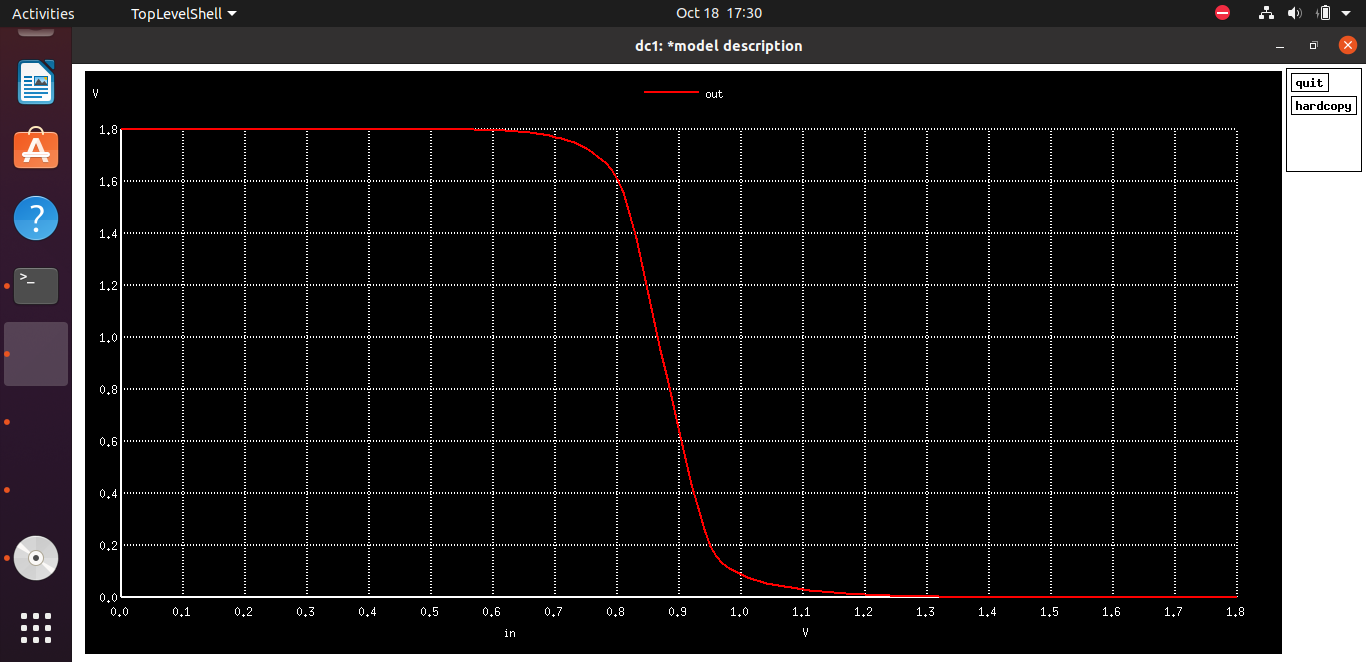 Activities TopLevelShell Oct 18 17:30
dc1: *model description
quit
hardcopy
V
out
1.8
1.6
1.4
1.2
1.0
0.8
0.6
0.4
0.2
0.0
0.0 0.1 0.2 0.3 0.4 0.5 0.6 0.7 0.8 0.9 1.0 1.1 1.2 1.3 1.4 1.5 1.6 1.7 1.8
in V
>_
?